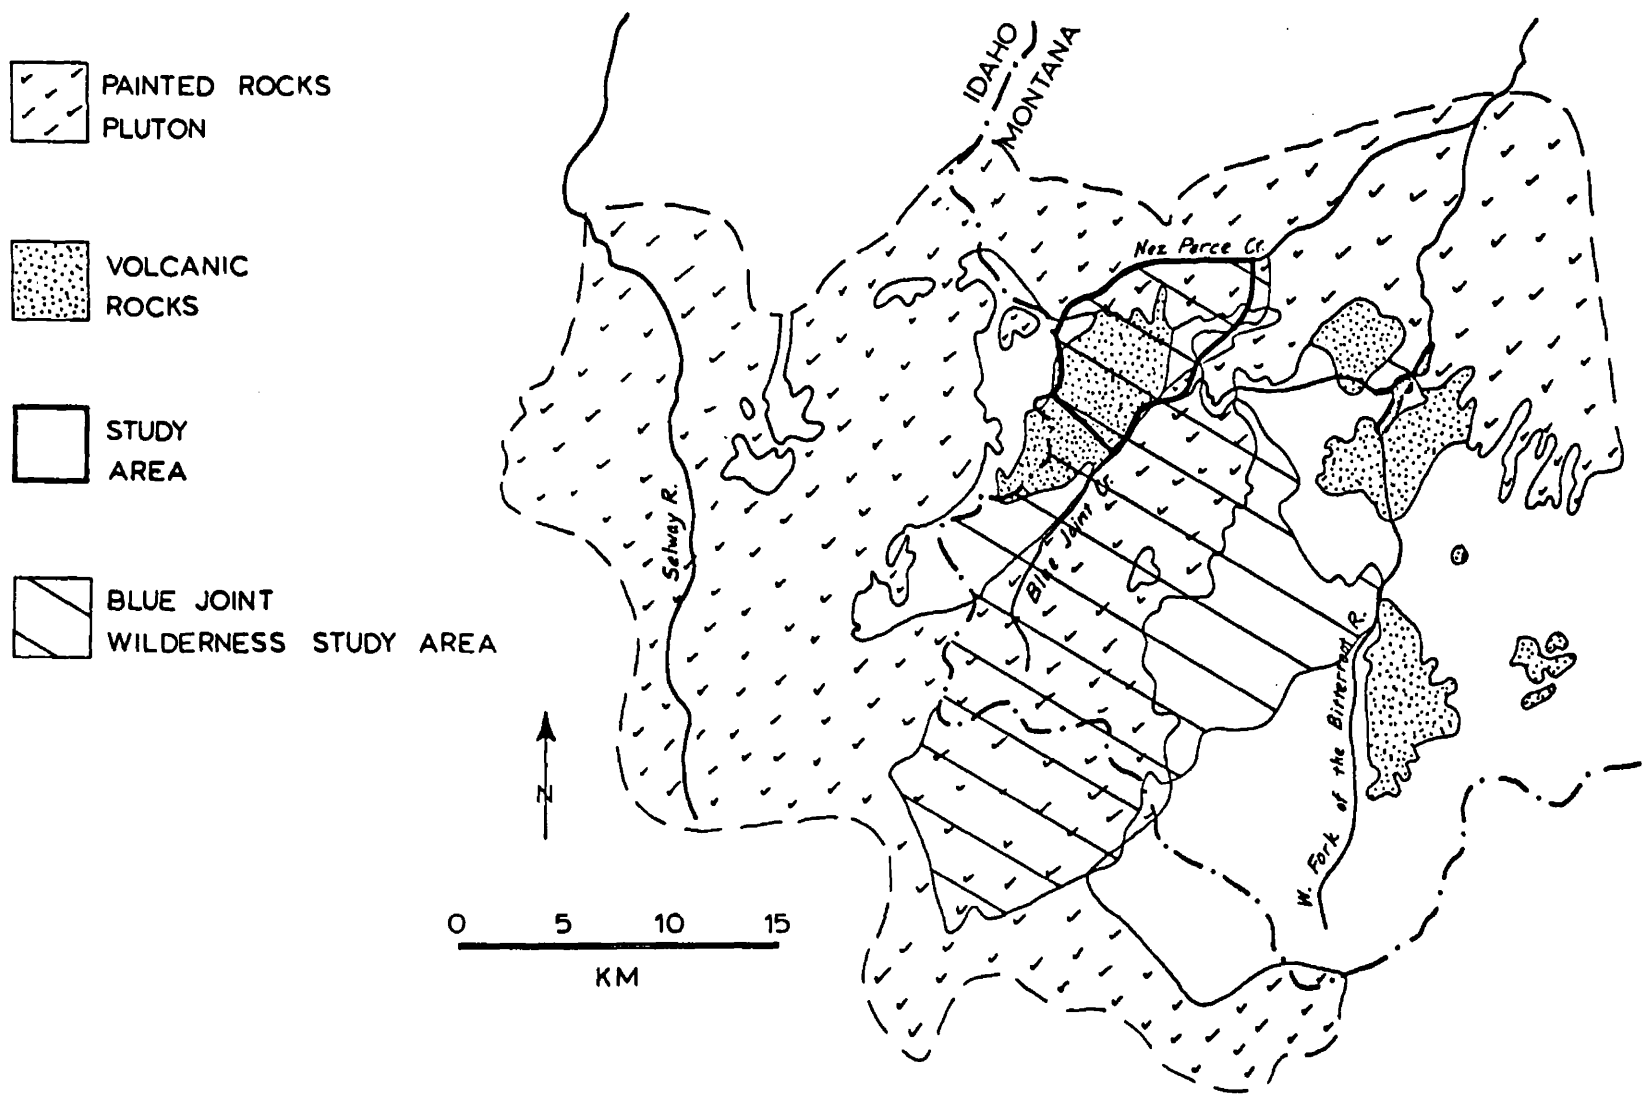 PAINTED ROCKS
PLUTON
VOLCANIC
ROCKS
STUDY
AREA
BLUE JOINT
WILDERNESS STUDY AREA
IDAHO
MONTANA
Nez Perce Cr.
Selway R.
Blue Joint Cr.
W. Fork of the Bitterroot R.
N
0 5 10 15
KM